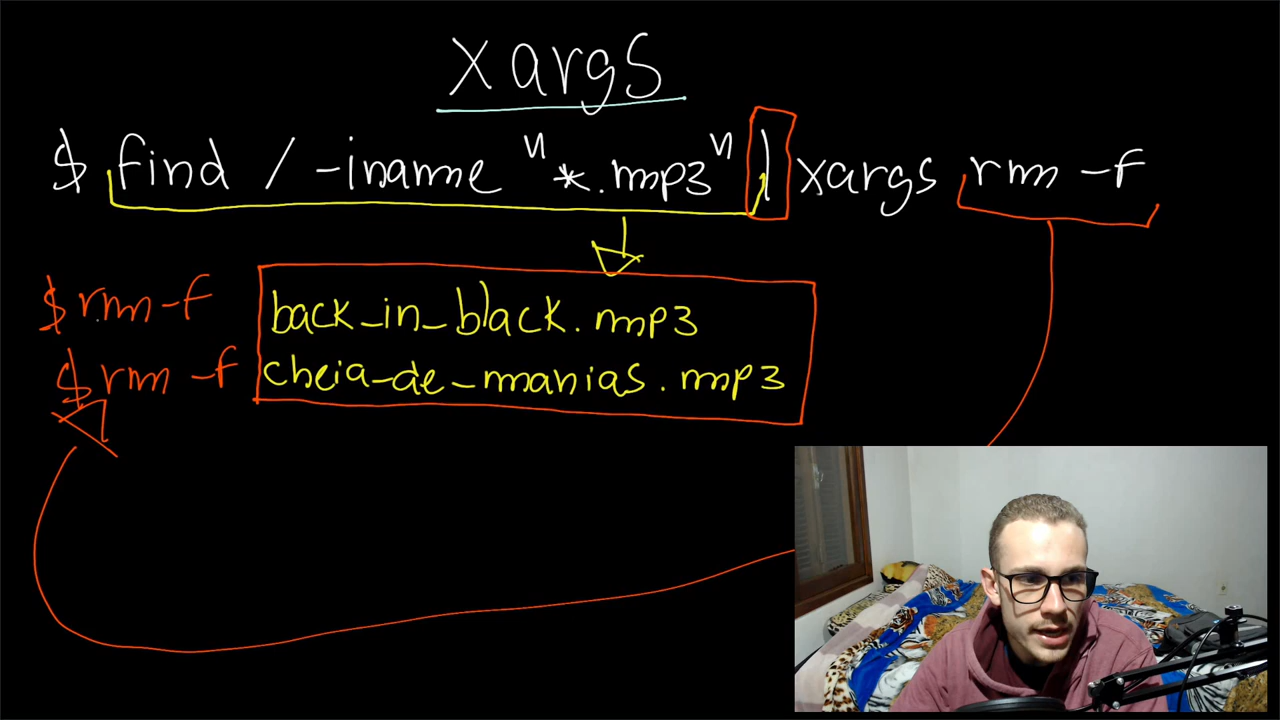 xargs
$ find / -iname "*.mp3" | xargs rm -f
$ rm -f back_in_black.mp3
$ rm -f cheia-de-manias.mp3